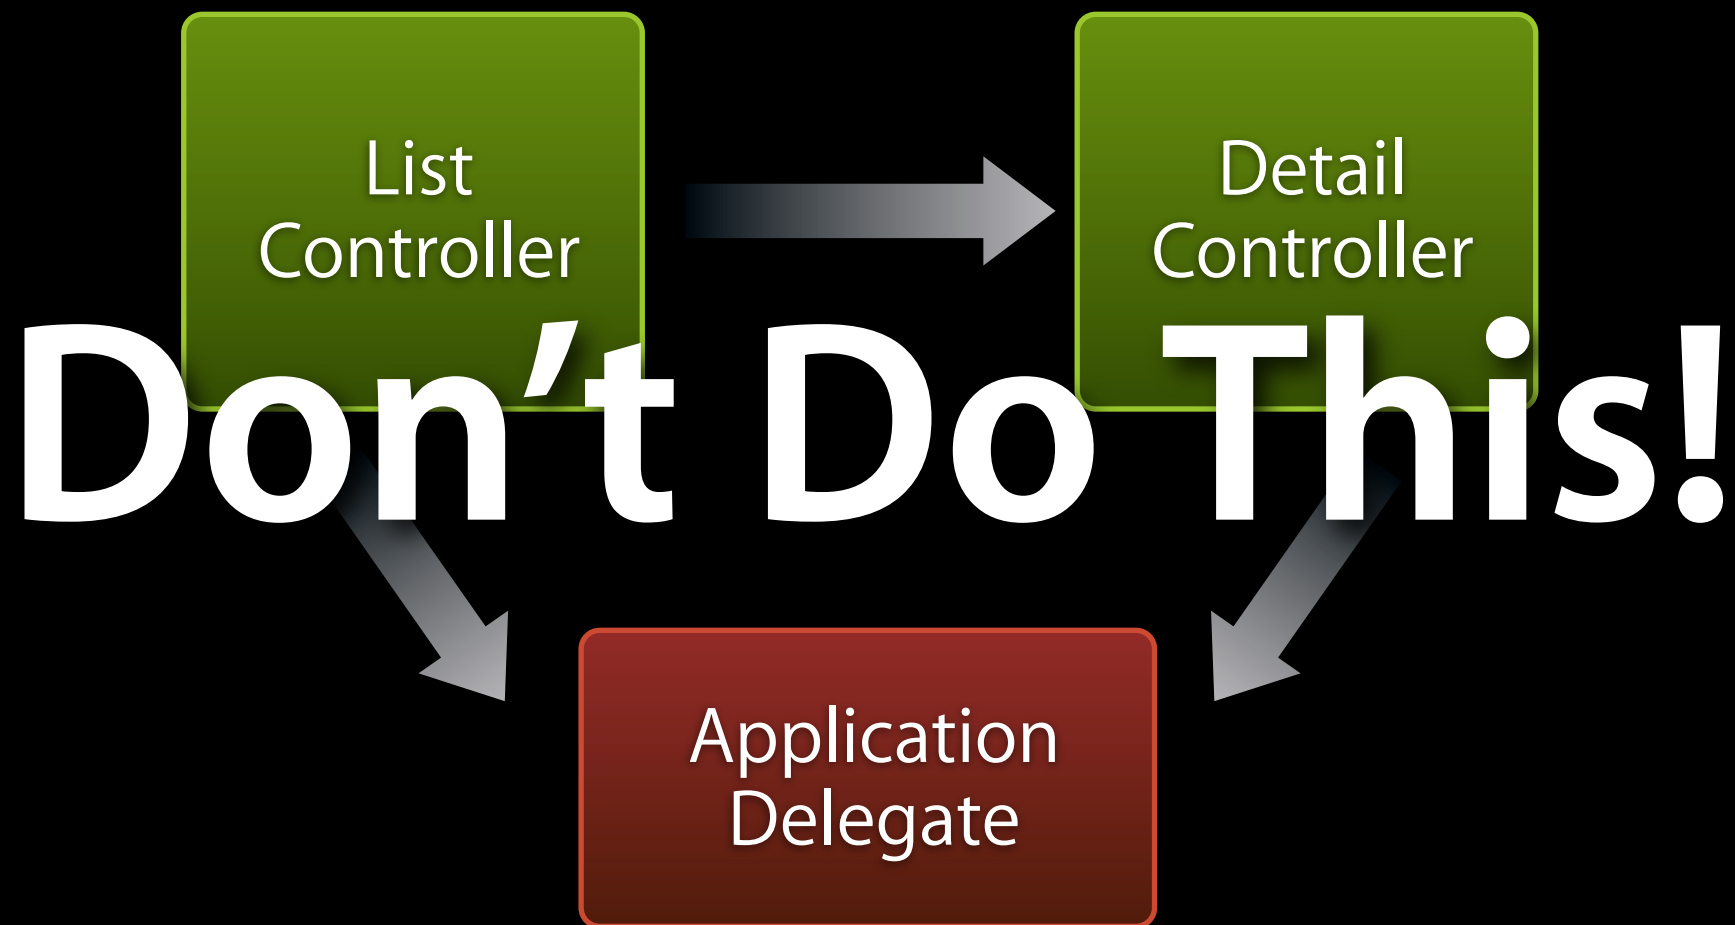 List
Controller
Detail
Controller
Don’t Do This!
Application
Delegate